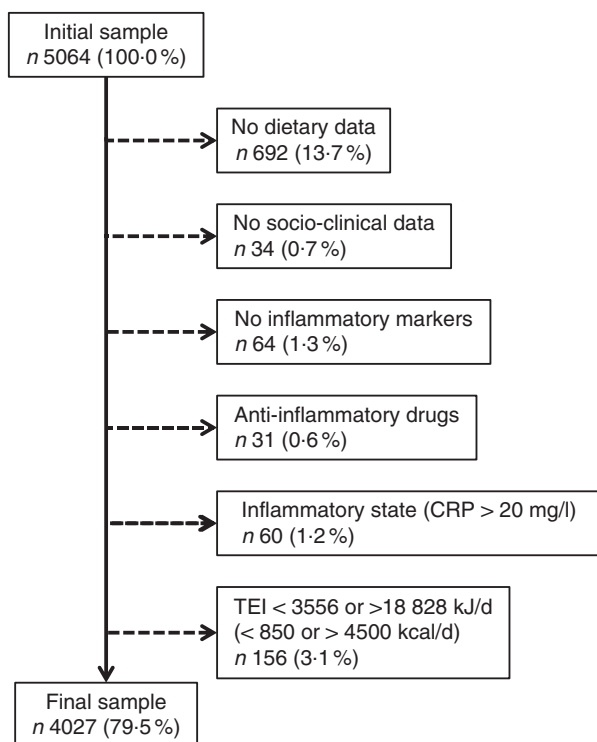 Initial sample
n 5064 (100·0 %)
No dietary data
n 692 (13·7 %)
No socio-clinical data
n 34 (0·7 %)
No inflammatory markers
n 64 (1·3 %)
Anti-inflammatory drugs
n 31 (0·6 %)
Inflammatory state (CRP > 20 mg/l)
n 60 (1·2 %)
TEI < 3556 or >18 828 kJ/d
(< 850 or > 4500 kcal/d)
n 156 (3·1 %)
Final sample
n 4027 (79·5 %)